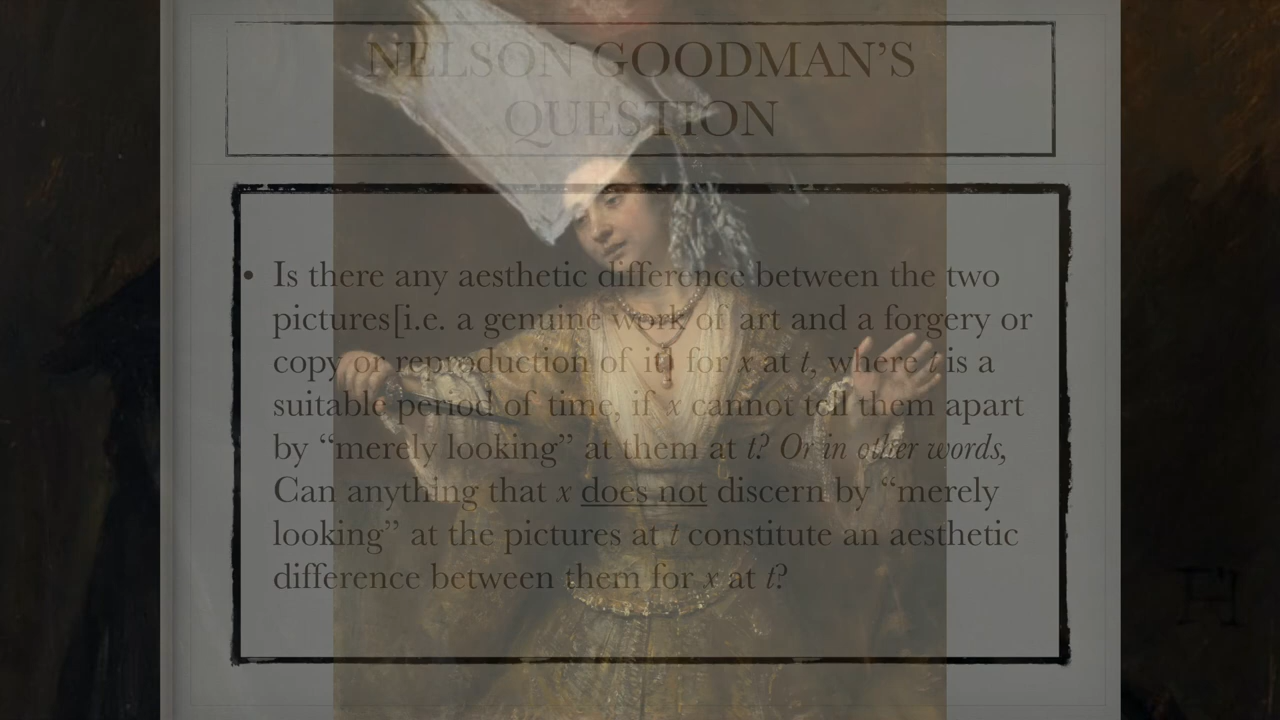 NELSON GOODMAN’S
QUESTION
• Is there any aesthetic difference between the two
pictures[i.e. a genuine work of art and a forgery or
copy or reproduction of it] for x at t, where t is a
suitable period of time, if x cannot tell them apart
by “merely looking” at them at t? Or in other words,
Can anything that x does not discern by “merely
looking” at the pictures at t constitute an aesthetic
difference between them for x at t?